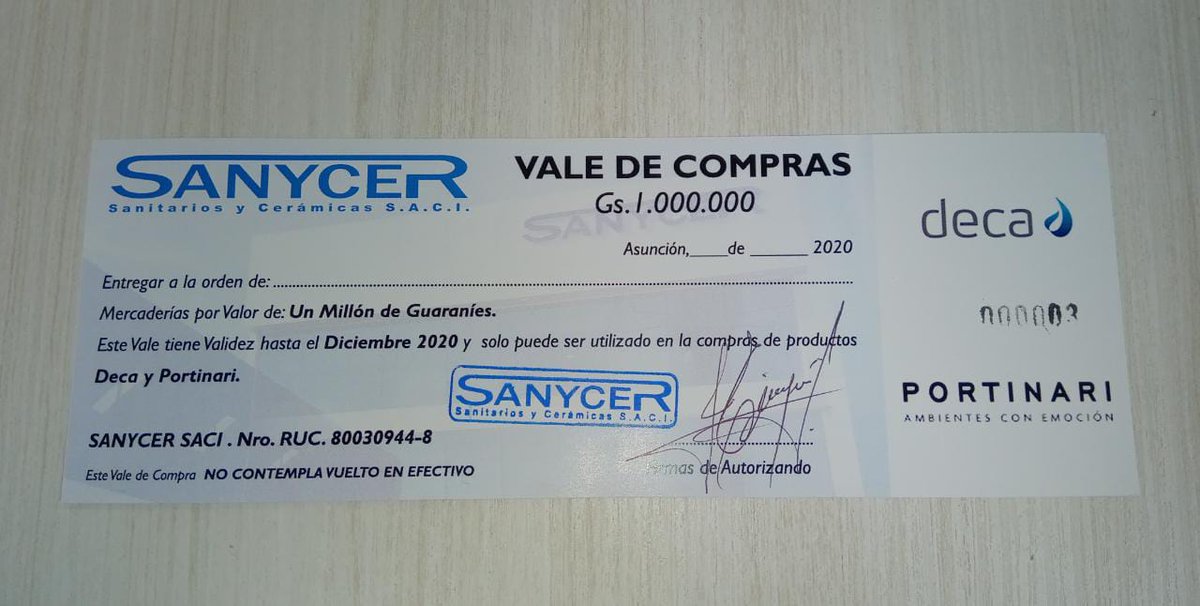 SANYCER
Sanitarios y Cerámicas S.A.C.I.
VALE DE COMPRAS
Gs.1.000.000
Asunción,____de ______ 2020
Entregar a la orden de:
Mercaderías por Valor de: Un Millón de Guaraníes.
Este Vale tiene Validez hasta el Diciembre 2020 y solo puede ser utilizado en la compras de productos
Deca y Portinari.
SANYCER
Sanitarios y Cerámicas S.A.C.I.
SANYCER SACI . Nro. RUC. 80030944-8
Firmas de Autorizando
Este Vale de Compra NO CONTEMPLA VUELTO EN EFECTIVO
deca
000003
PORTINARI
AMBIENTES CON EMOCIÓN